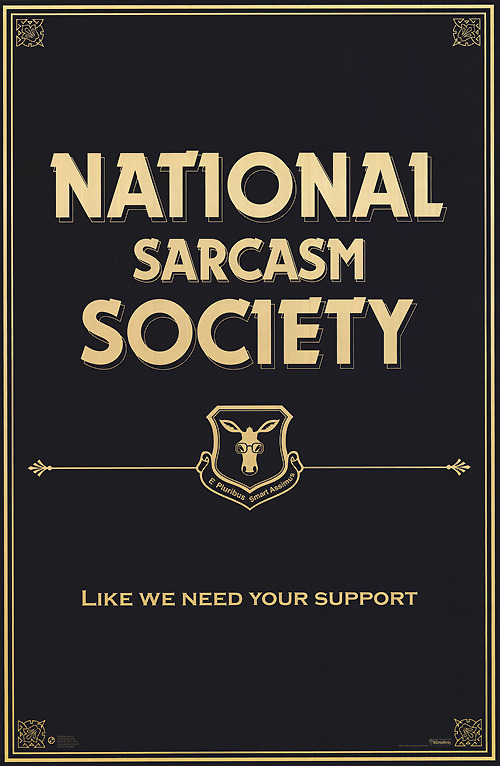 NATIONAL
SARCASM
SOCIETY
E Pluribus Smart Assimus
LIKE WE NEED YOUR SUPPORT